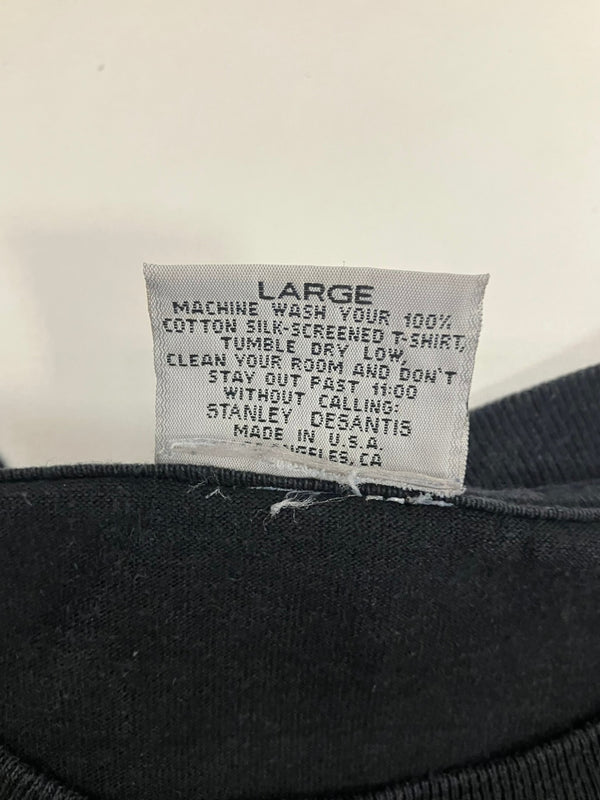 LARGE
MACHINE WASH YOUR 100%
COTTON SILK-SCREENED T-SHIRT,
TUMBLE DRY LOW,
CLEAN YOUR ROOM AND DON'T
STAY OUT PAST 11:00
WITHOUT CALLING:
STANLEY DESANTIS
MADE IN U.S.A.
CA